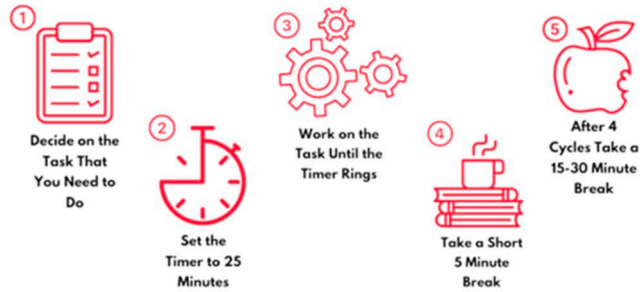 1
Decide on the
Task That
You Need to
Do
2
Set the
Timer to 25
Minutes
3
Work on the
Task Until the
Timer Rings
4
Take a Short
5 Minute
Break
5
After 4
Cycles Take a
15-30 Minute
Break